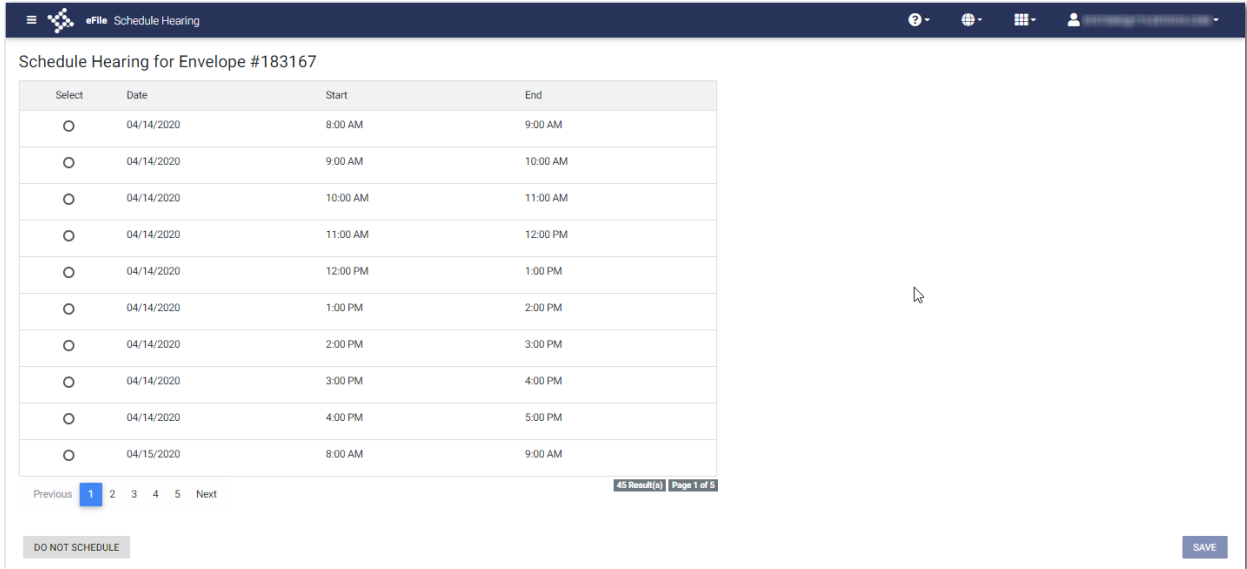 eFile Schedule Hearing
Schedule Hearing for Envelope #183167
Select Date Start End
04/14/2020 8:00 AM 9:00 AM
04/14/2020 9:00 AM 10:00 AM
04/14/2020 10:00 AM 11:00 AM
04/14/2020 11:00 AM 12:00 PM
04/14/2020 12:00 PM 1:00 PM
04/14/2020 1:00 PM 2:00 PM
04/14/2020 2:00 PM 3:00 PM
04/14/2020 3:00 PM 4:00 PM
04/14/2020 4:00 PM 5:00 PM
04/15/2020 8:00 AM 9:00 AM
45 Result(s) Page 1 of 5
Previous 1 2 3 4 5 Next
DO NOT SCHEDULE SAVE